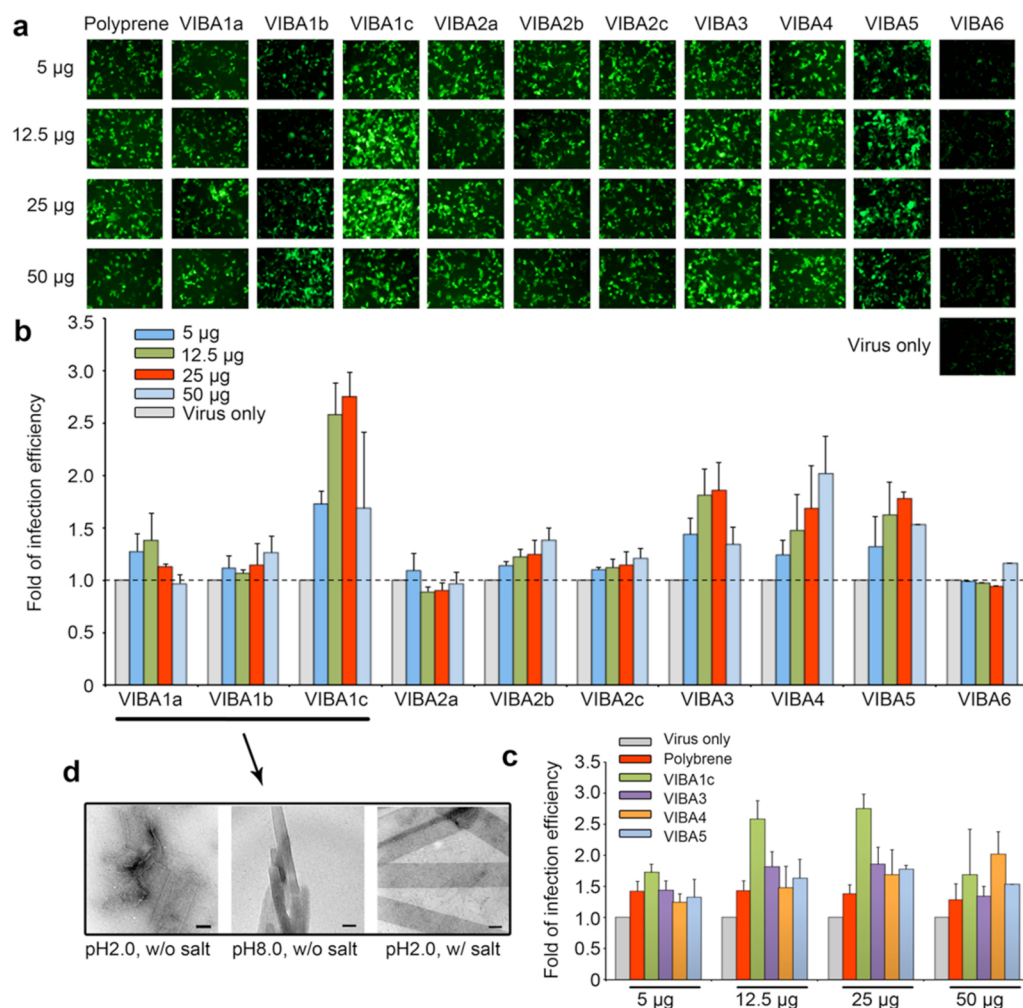 a
Polyprene VIBA1a VIBA1b VIBA1c VIBA2a VIBA2b VIBA2c VIBA3 VIBA4 VIBA5 VIBA6
5 µg
12.5 µg
25 µg
50 µg
Virus only
b
Fold of infection efficiency
3.5
3.0
2.5
2.0
1.5
1.0
0.5
0
5 µg
12.5 µg
25 µg
50 µg
Virus only
VIBA1a VIBA1b VIBA1c VIBA2a VIBA2b VIBA2c VIBA3 VIBA4 VIBA5 VIBA6
d
pH2.0, w/o salt pH8.0, w/o salt pH2.0, w/ salt
c
Fold of infection efficiency
Virus only
Polybrene
VIBA1c
VIBA3
VIBA4
VIBA5
3.5
3.0
2.5
2.0
1.5
1.0
0.5
0
5 µg 12.5 µg 25 µg 50 µg